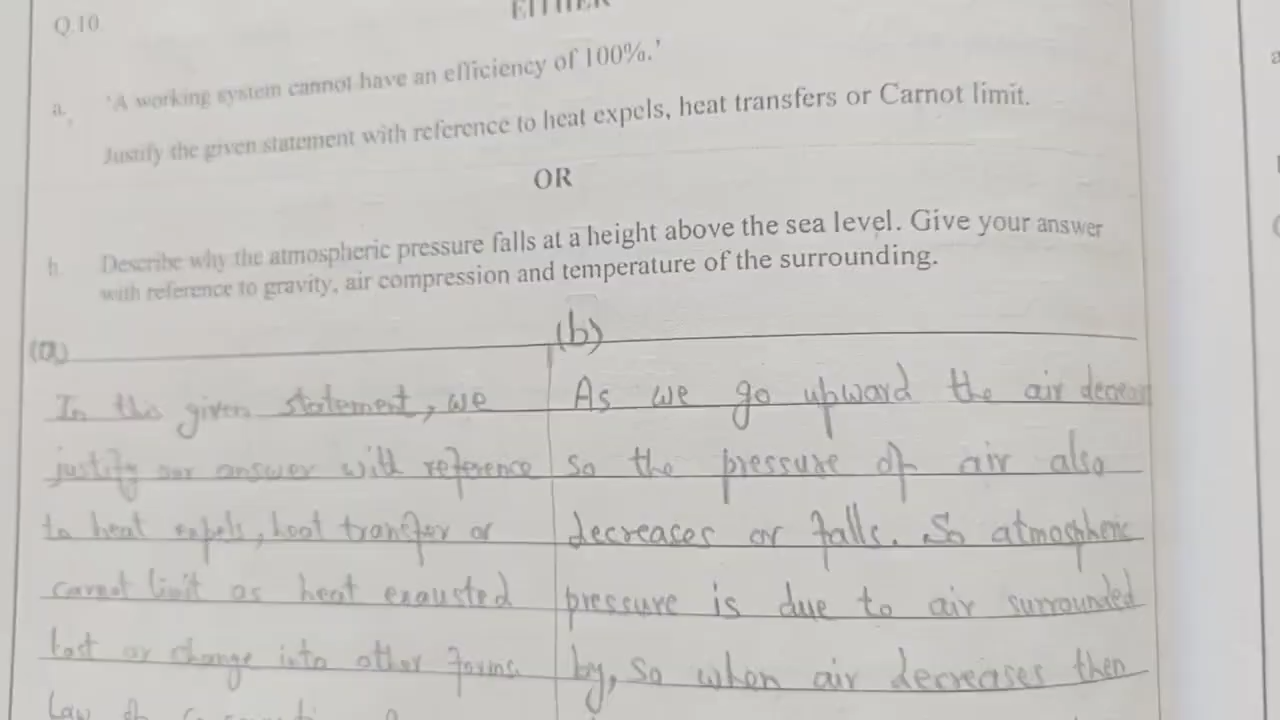 EITHER
Q.10
a. 'A working system cannot have an efficiency of 100%.'
Justify the given statement with reference to heat expels, heat transfers or Carnot limit.
OR
b. Describe why the atmospheric pressure falls at a height above the sea level. Give your answer
with reference to gravity, air compression and temperature of the surrounding.
(a)
In this given statement, we
justify our answer with reference
to heat expels, heat transfer or
carnot limit as heat exausted
lost or change into other forms.
law of
(b)
As we go upward the air decreas
so the pressure of air also
decreases or falls. So atmospheric
pressure is due to air surrounded
by, so when air decreases then